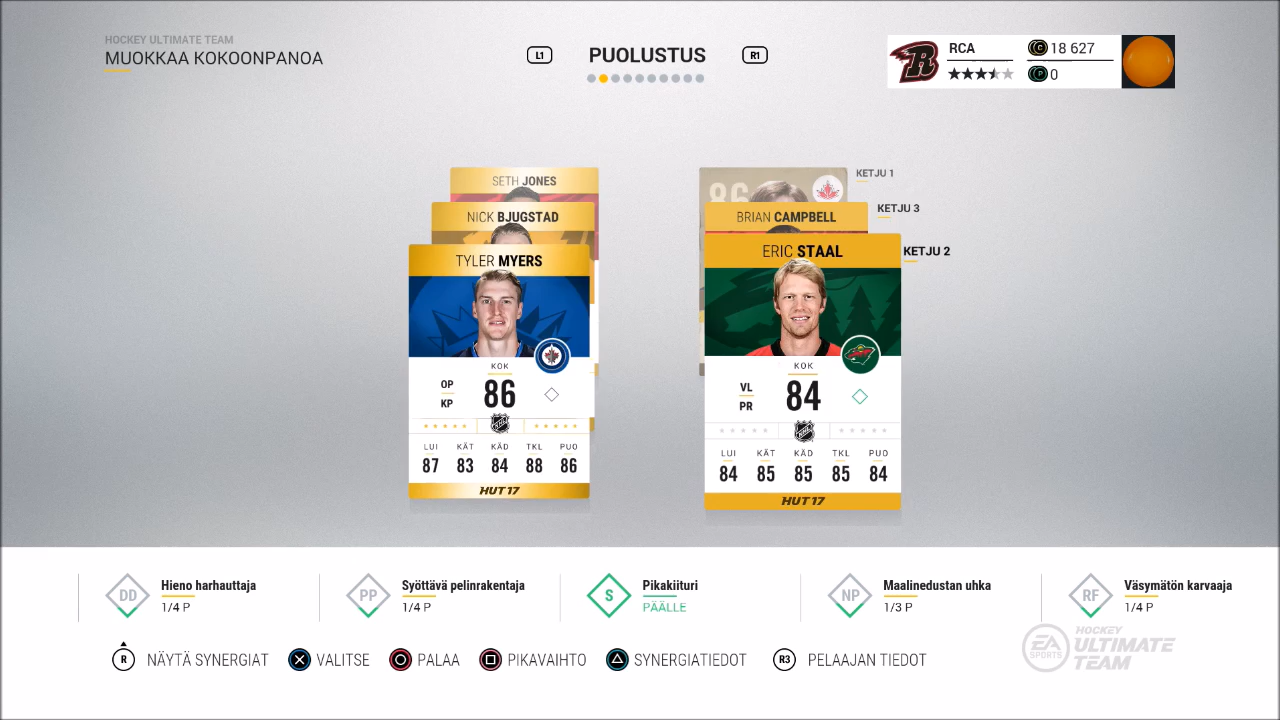 HOCKEY ULTIMATE TEAM
MUOKKAA KOKOONPANOA
L1
PUOLUSTUS
R1
RCA
18 627
0
SETH JONES
NICK BJUGSTAD
TYLER MYERS
KOK
OP
KP
86
LUI KÄT KÄD TKL PUO
87 83 84 88 86
HUT 17
86
KETJU 1
BRIAN CAMPBELL
KETJU 3
ERIC STAAL
KETJU 2
KOK
VL
PR
84
LUI KÄT KÄD TKL PUO
84 85 85 85 84
HUT 17
DD
Hieno harhauttaja
1/4 P
PP
Syöttävä pelinrakentaja
1/4 P
S
Pikakiituri
PÄÄLLE
NP
Maalinedustan uhka
1/3 P
RF
Väsymätön karvaaja
1/4 P
R NÄYTÄ SYNERGIAT
VALITSE
PALAA
PIKAVAIHTO
SYNERGIATIEDOT
R3 PELAAJAN TIEDOT
EA SPORTS
HOCKEY
ULTIMATE
TEAM